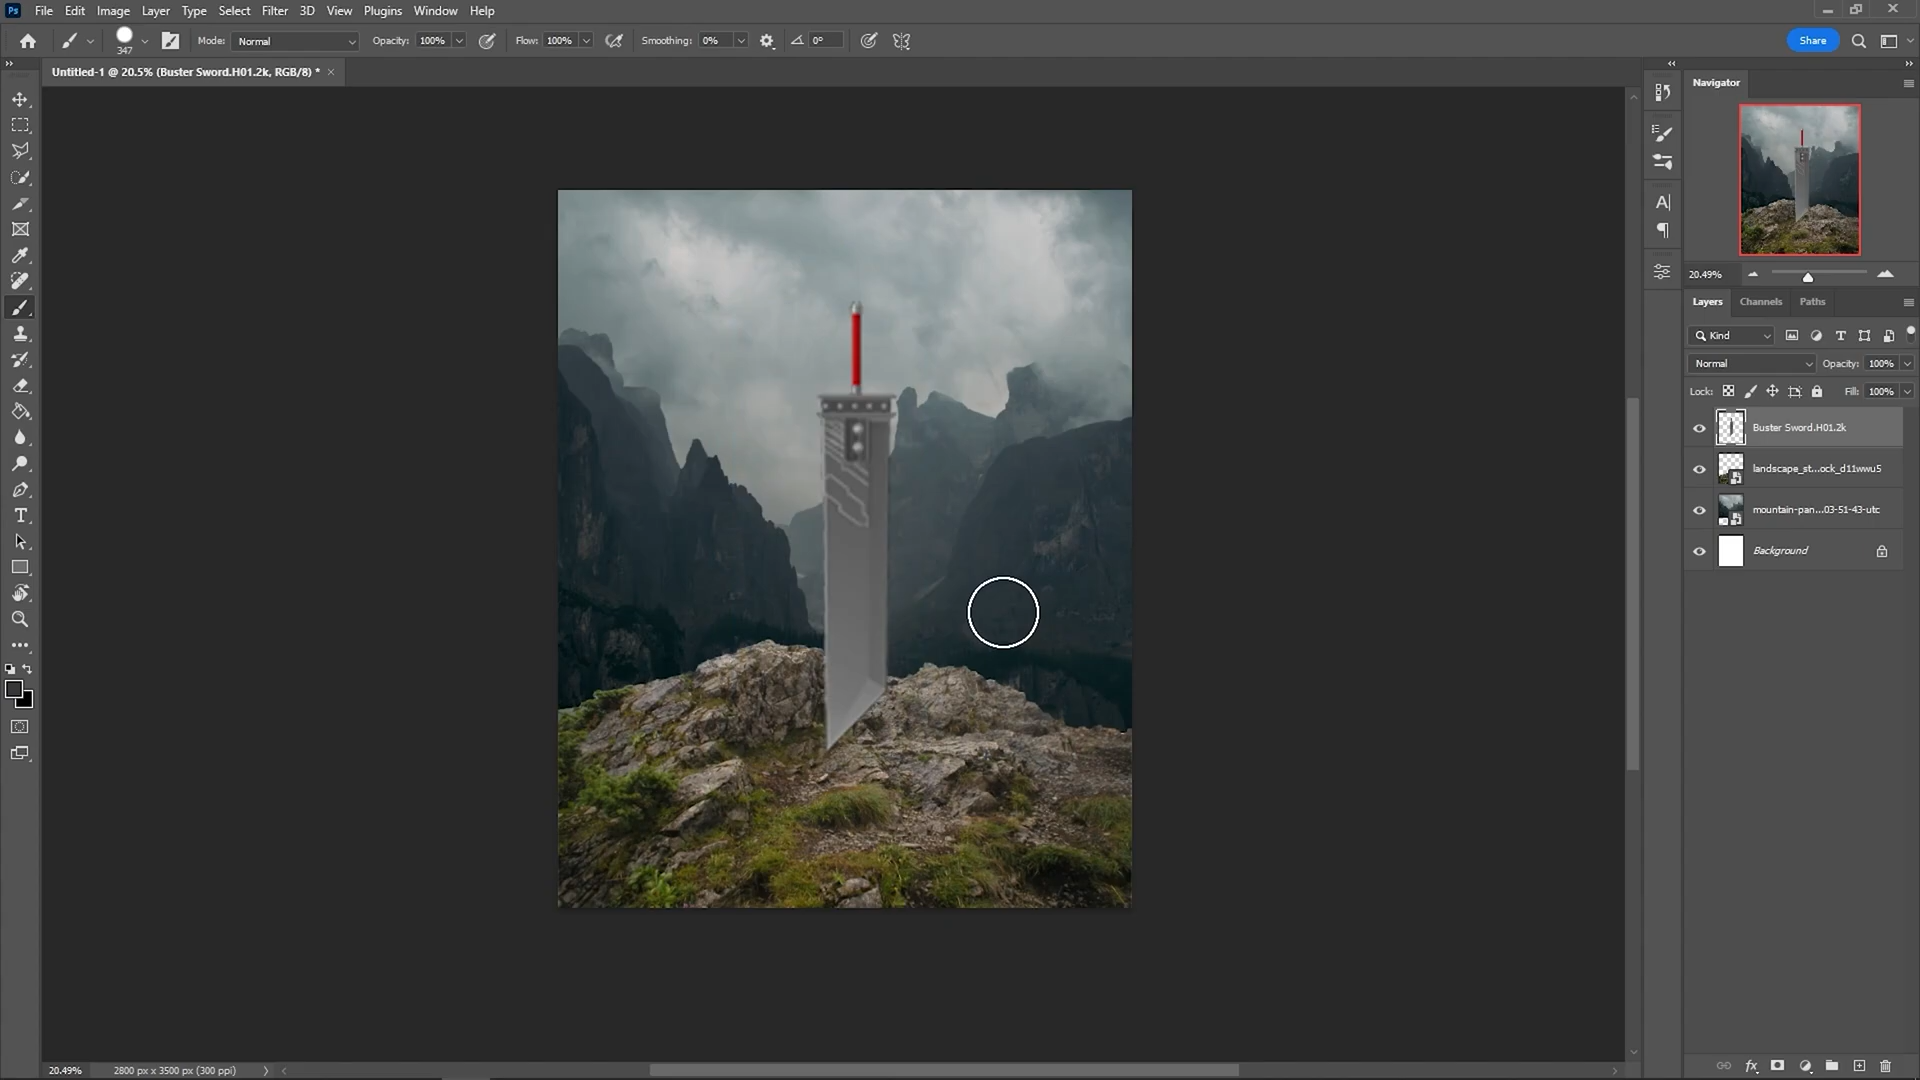 Ps File Edit Image Layer Type Select Filter 3D View Plugins Window Help
347 Mode: Normal Opacity: 100% Flow: 100% Smoothing: 0% 0° Share
Untitled-1 @ 20.5% (Buster Sword.H01.2k, RGB/8) *
Navigator
20.49%
Layers Channels Paths
Kind
Normal Opacity: 100%
Lock: Fill: 100%
Buster Sword.H01.2k
landscape_st...ock_d11wwu5
mountain-pan...03-51-43-utc
Background
fx
20.49% 2800 px x 3500 px (300 ppi)